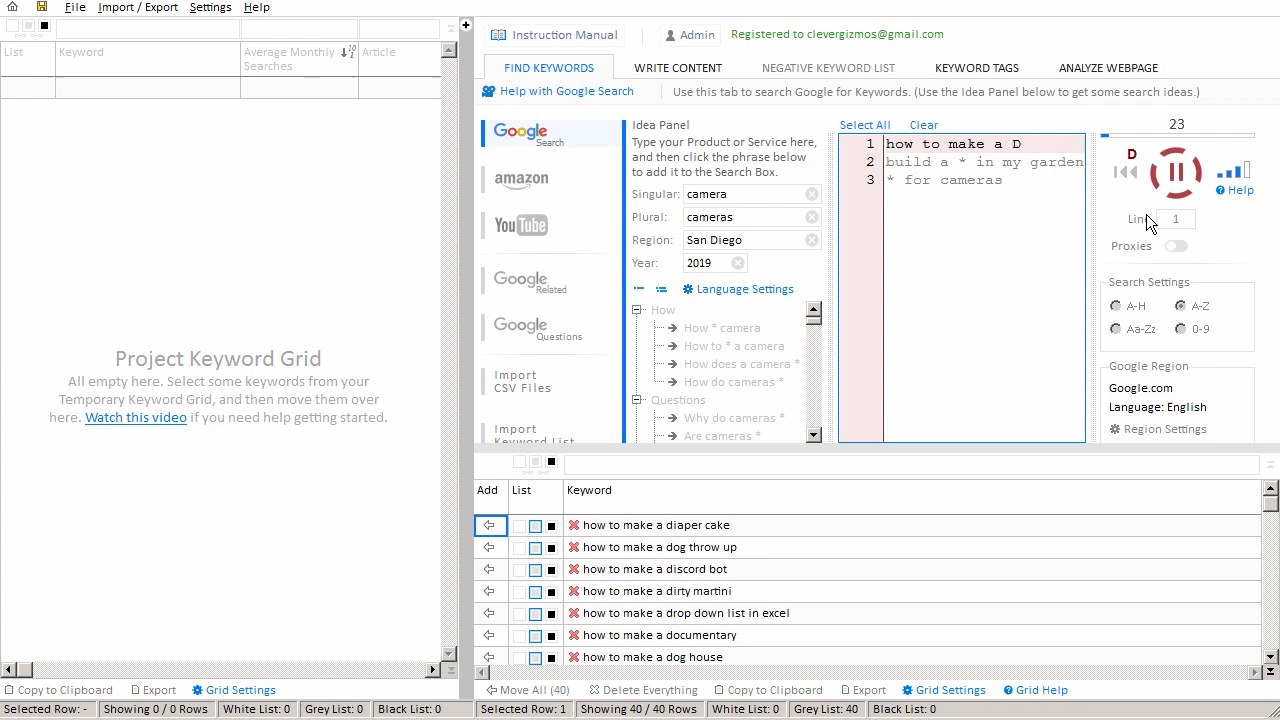 File Import / Export Settings Help
List Keyword Average Monthly Searches Article
Project Keyword Grid
All empty here. Select some keywords from your
Temporary Keyword Grid, and then move them over
here. Watch this video if you need help getting started.
Copy to Clipboard Export Grid Settings
Selected Row: - Showing 0 / 0 Rows White List: 0 Grey List: 0 Black List: 0
Instruction Manual Admin Registered to clevergizmos@gmail.com
FIND KEYWORDS WRITE CONTENT NEGATIVE KEYWORD LIST KEYWORD TAGS ANALYZE WEBPAGE
Help with Google Search Use this tab to search Google for Keywords. (Use the Idea Panel below to get some search ideas.)
Google Search
amazon
YouTube
Google Related
Google Questions
Import
CSV Files
Import
Keyword List
Idea Panel
Type your Product or Service here,
and then click the phrase below
to add it to the Search Box.
Singular: camera
Plural: cameras
Region: San Diego
Year: 2019
Language Settings
How
How * camera
How to * a camera
How does a camera *
How do cameras *
Questions
Why do cameras *
Are cameras *
Select All Clear
1 how to make a D
2 build a * in my garden
3 * for cameras
23
D
Help
1
Proxies
Search Settings
A-H A-Z
Aa-Zz 0-9
Google Region
Google.com
Language: English
Region Settings
Add List Keyword
how to make a diaper cake
how to make a dog throw up
how to make a discord bot
how to make a dirty martini
how to make a drop down list in excel
how to make a documentary
how to make a dog house
Move All (40) Delete Everything Copy to Clipboard Export Grid Settings Grid Help
Selected Row: 1 Showing 40 / 40 Rows White List: 0 Grey List: 40 Black List: 0